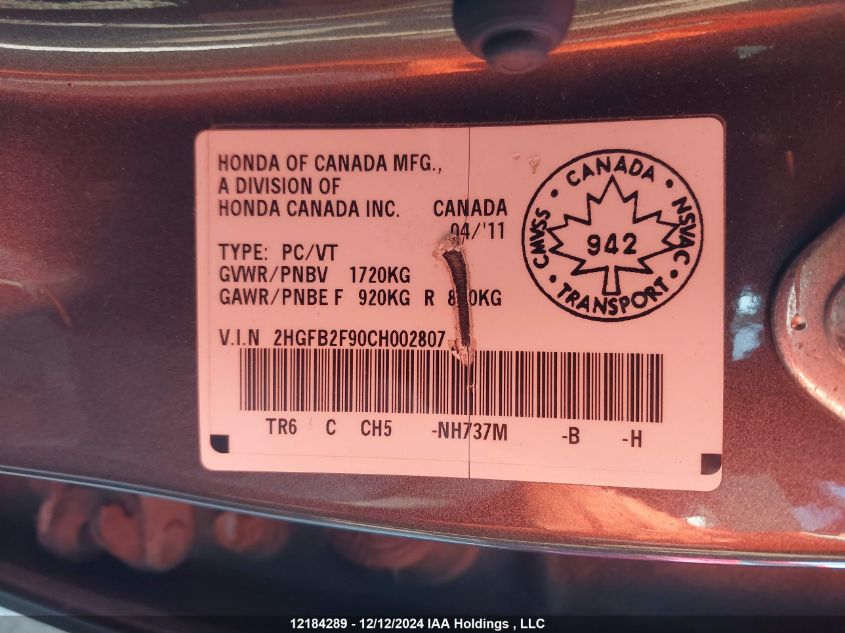 HONDA OF CANADA MFG.,
A DIVISION OF
HONDA CANADA INC. CANADA
04/'11
TYPE: PC/VT
GVWR/PNBV 1720KG
GAWR/PNBE F 920KG R
V.I.N 2HGFB2F90CH002807
TR6 C CH5 -NH737M -B -H
CANADA
CMVSS • NSVAC
942
TRANSPORT
12184289 - 12/12/2024 IAA Holdings , LLC